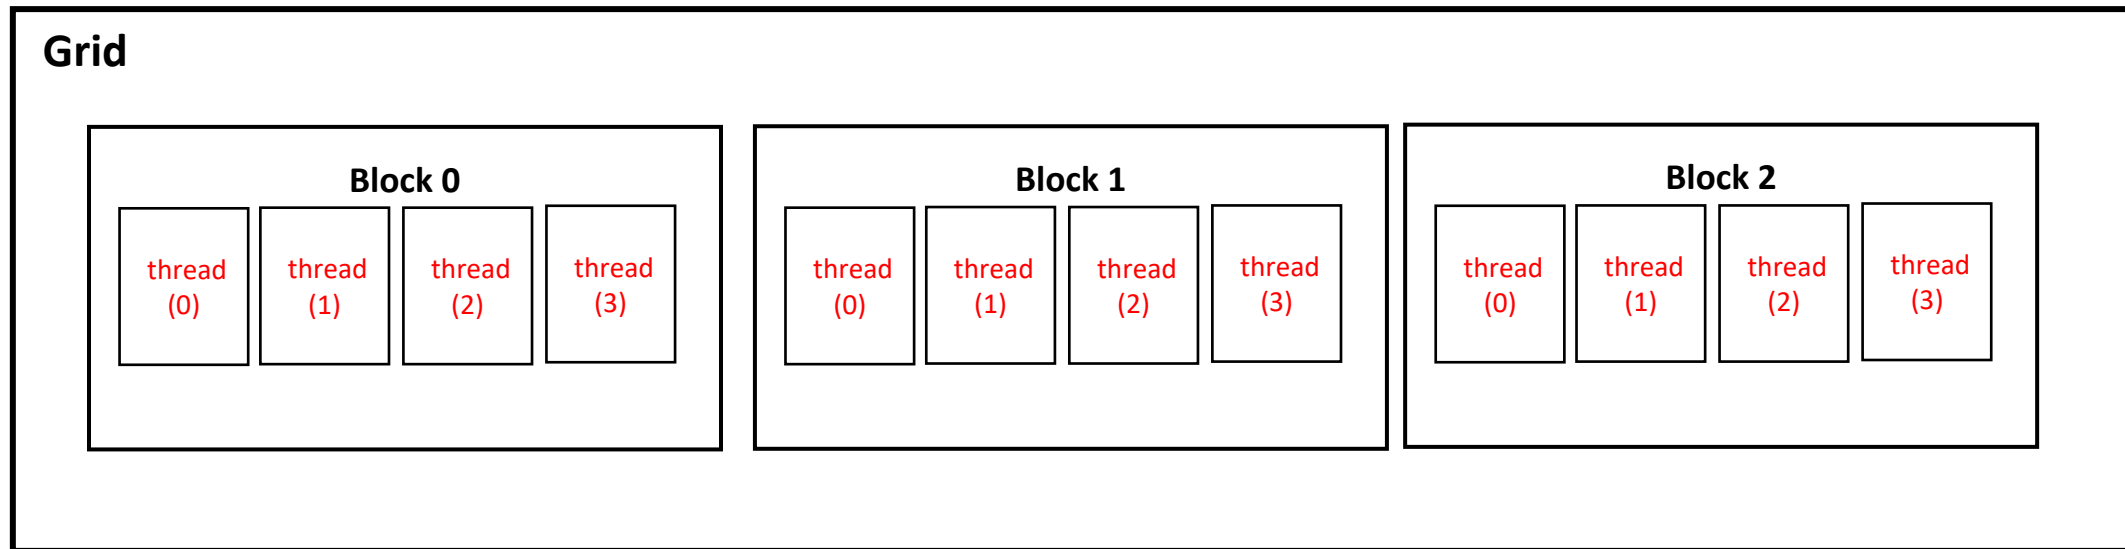 Grid
Block 0
thread
(0)
thread
(1)
thread
(2)
thread
(3)
Block 1
thread
(0)
thread
(1)
thread
(2)
thread
(3)
Block 2
thread
(0)
thread
(1)
thread
(2)
thread
(3)